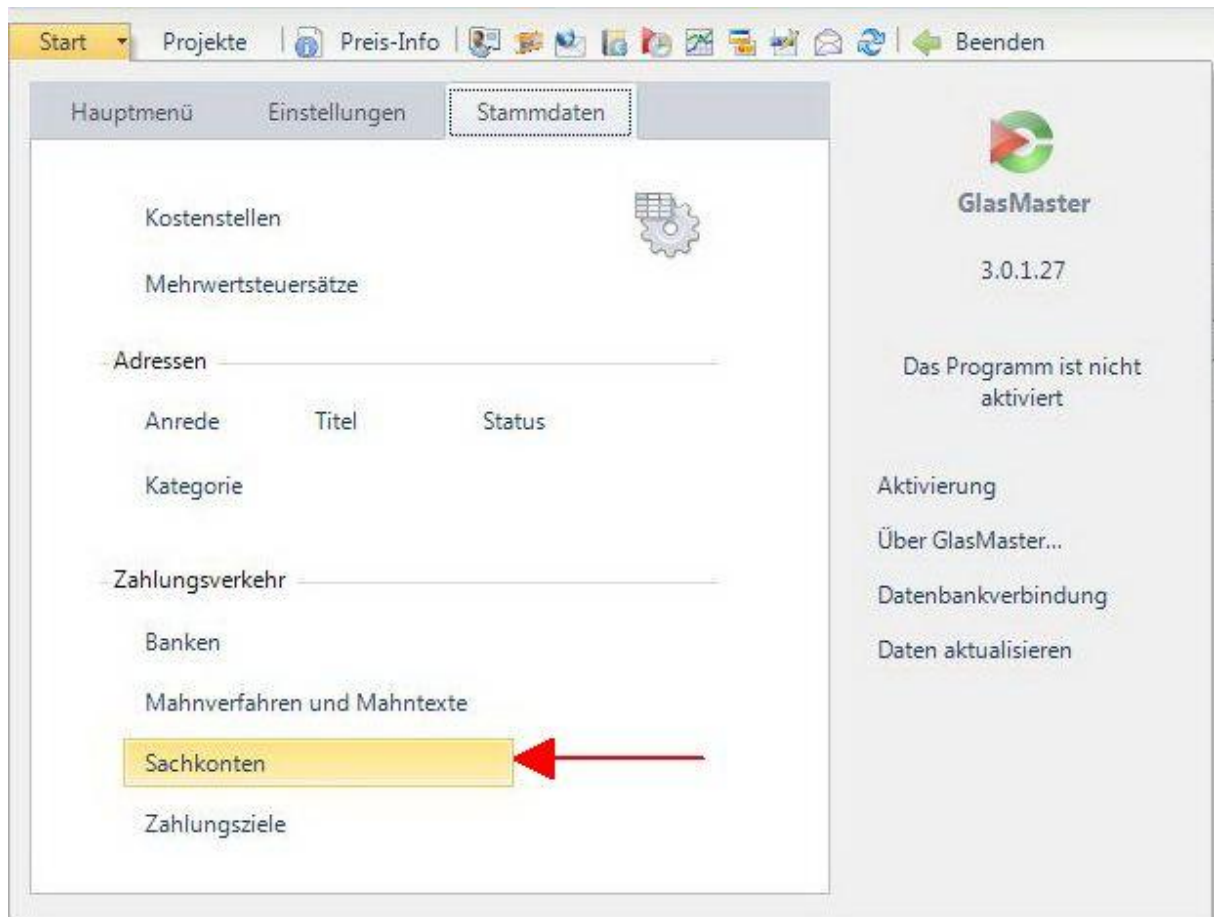 Start Projekte Preis-Info Beenden
Hauptmenü Einstellungen Stammdaten
Kostenstellen
Mehrwertsteuersätze
Adressen
Anrede Titel Status
Kategorie
Zahlungsverkehr
Banken
Mahnverfahren und Mahntexte
Sachkonten
Zahlungsziele
GlasMaster
3.0.1.27
Das Programm ist nicht
aktiviert
Aktivierung
Über GlasMaster...
Datenbankverbindung
Daten aktualisieren